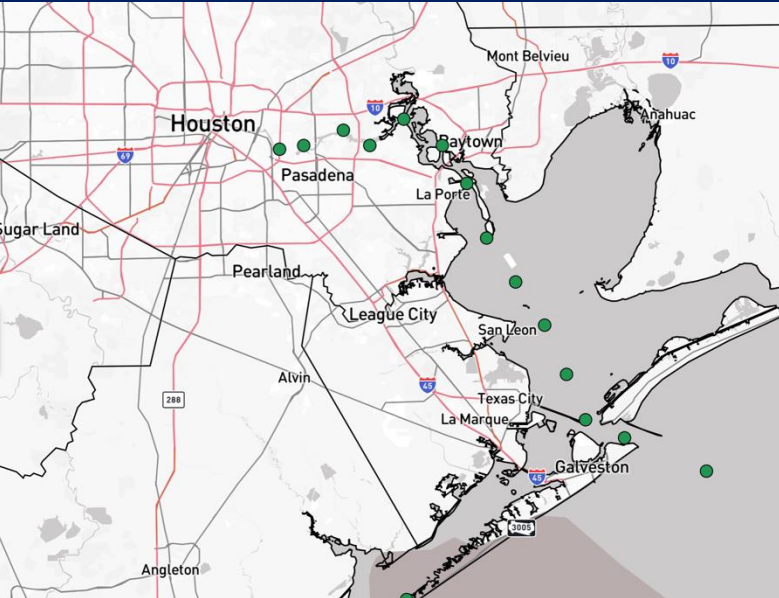 Mont Belvieu
10
10
Anahuac
Houston
Baytown
69
Pasadena
La Porte
Sugar Land
Pearland
League City
San Leon
Alvin
45
Texas City
288
La Marque
Galveston
45
3005
Angleton